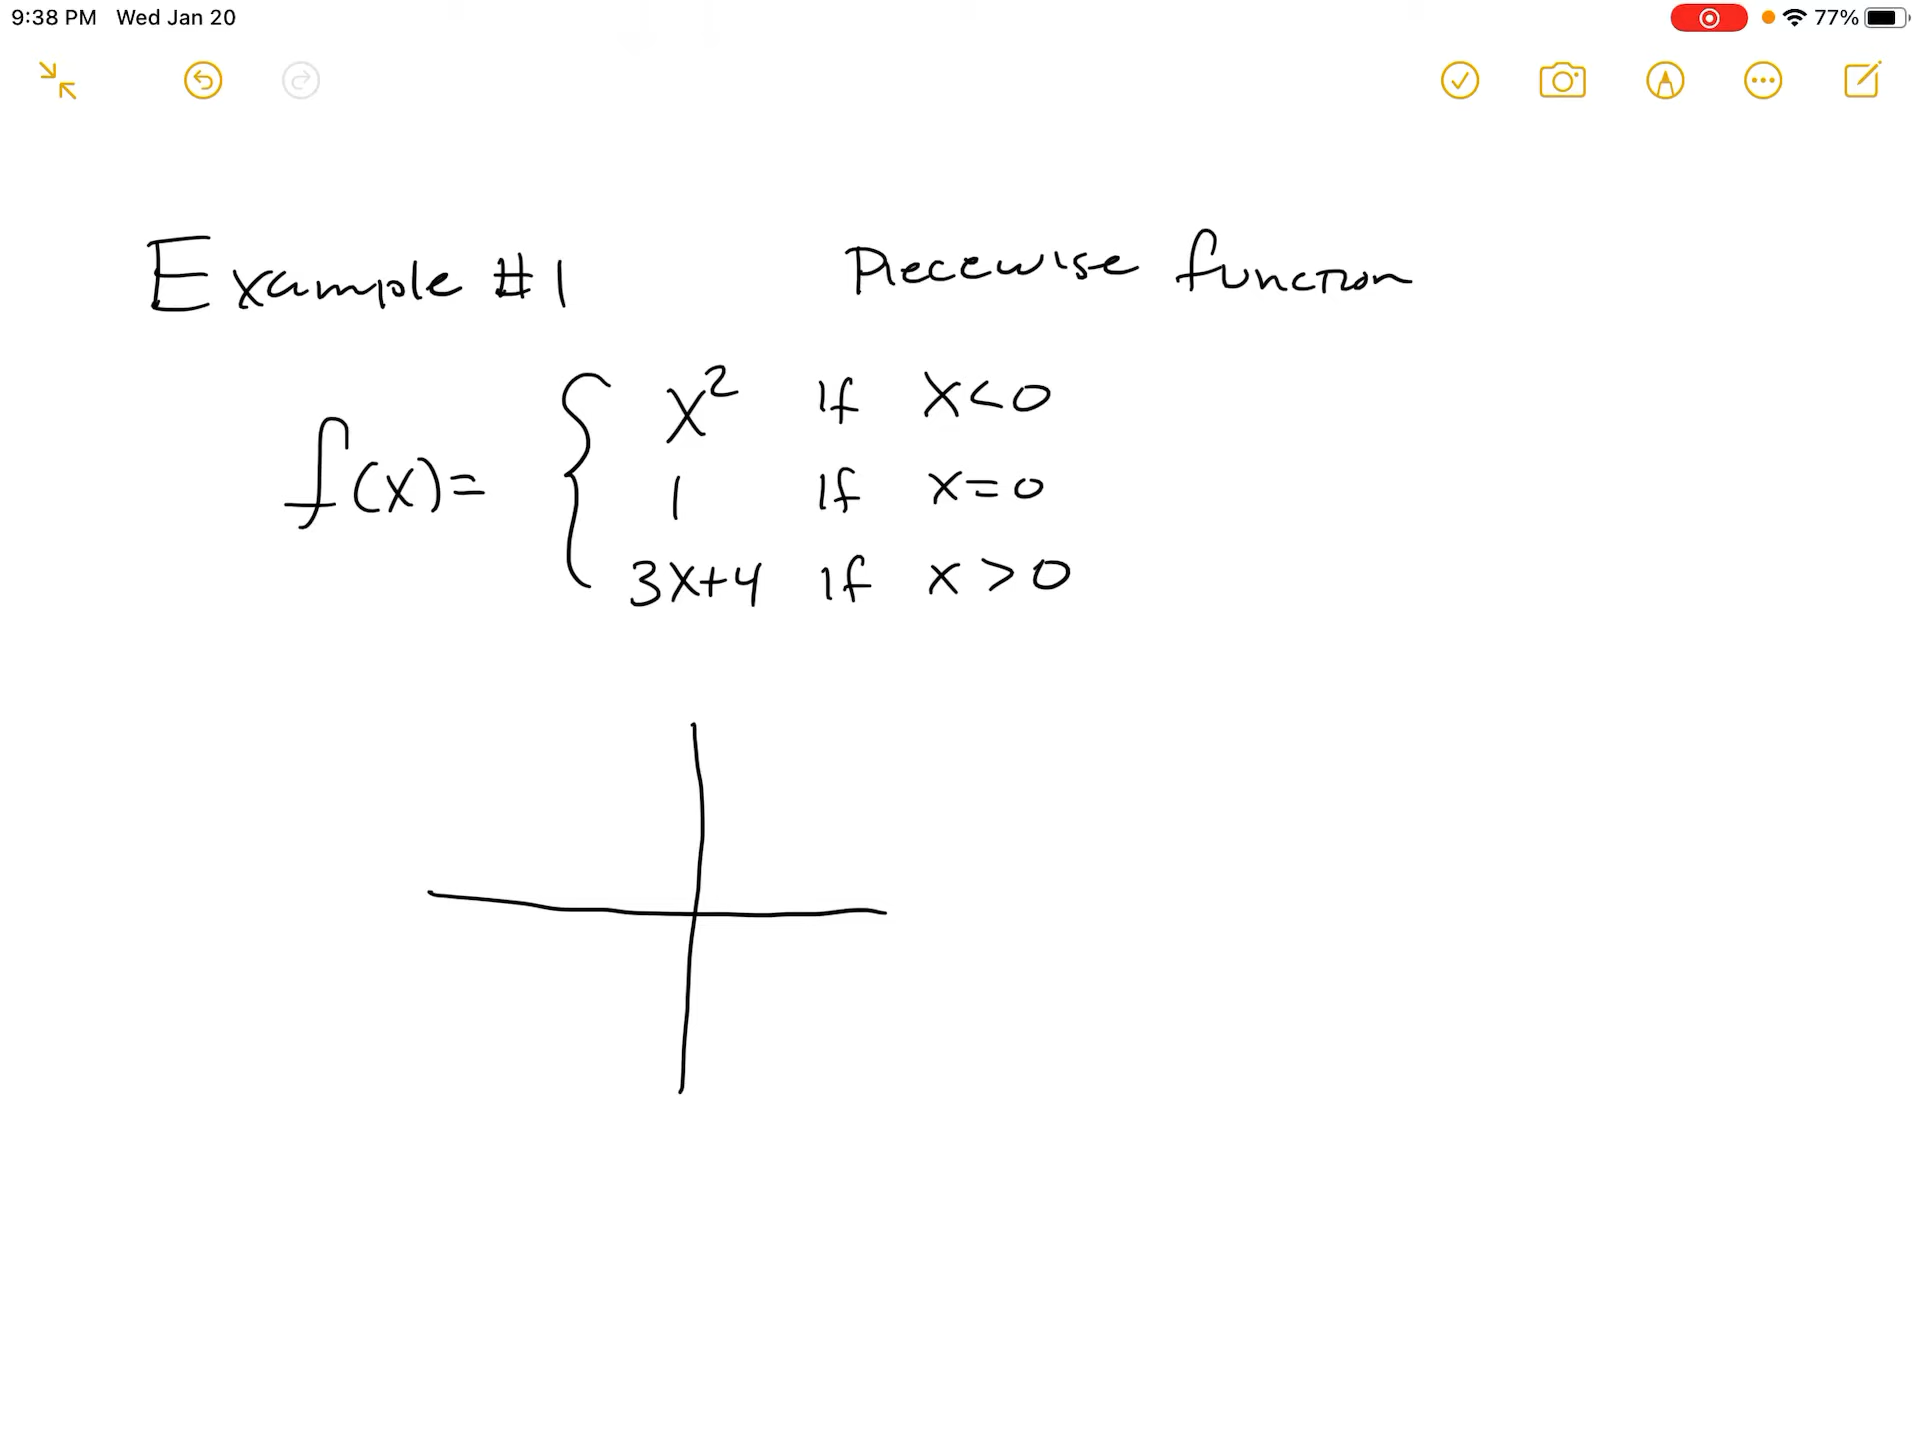 9:38 PM Wed Jan 20 77%
Example #1 Piecewise function
f(x)= { x² if x<0
1 if x=0
3x+4 if x>0